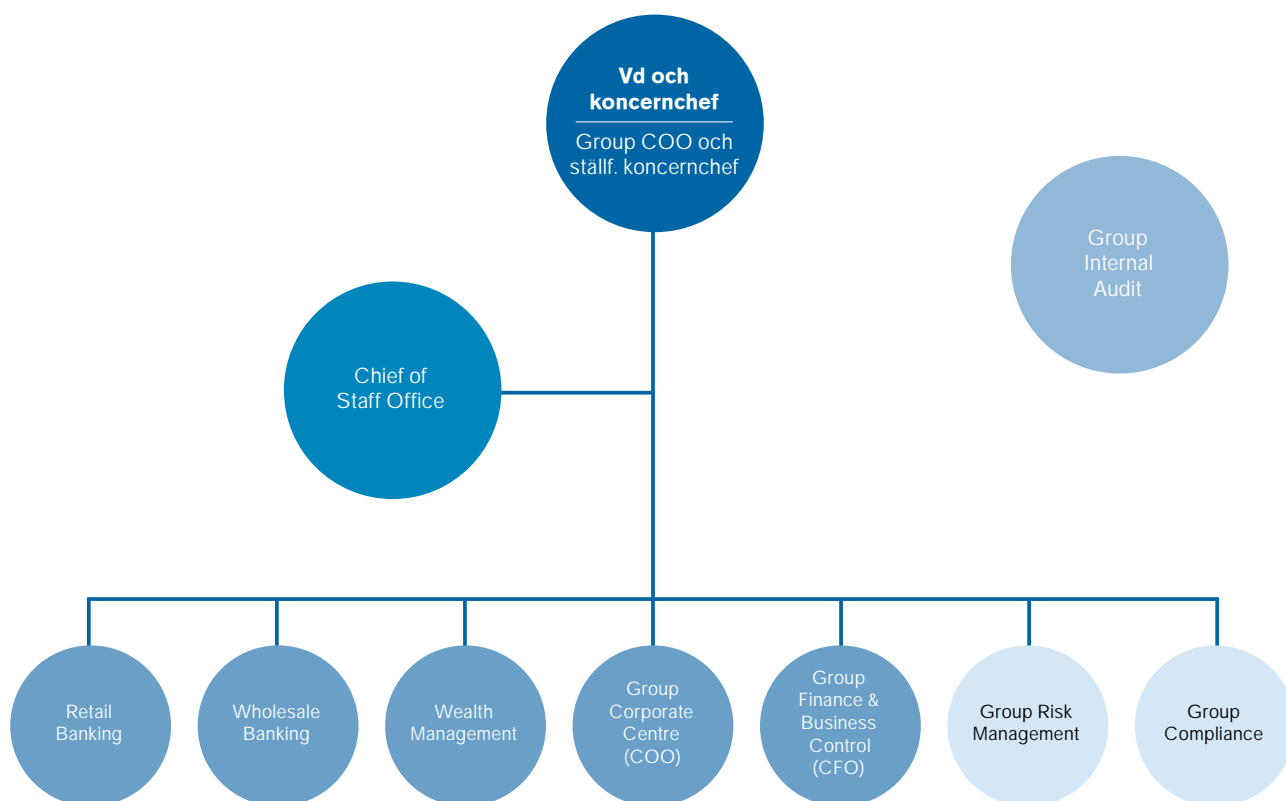 Vd och
koncernchef
Group COO och
ställf. koncernchef
Group
Internal
Audit
Chief of
Staff Office
Retail
Banking
Wholesale
Banking
Wealth
Management
Group
Corporate
Centre
(COO)
Group
Finance &
Business
Control
(CFO)
Group Risk
Management
Group
Compliance